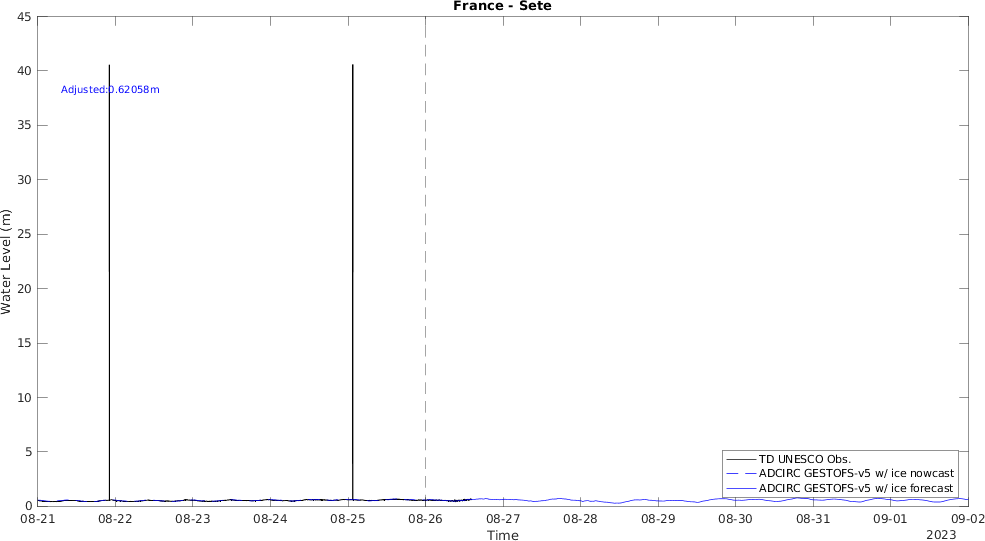 France - Sete
Water Level (m)
45
40
35
30
25
20
15
10
5
0
Adjusted:0.62058m
TD UNESCO Obs.
ADCIRC GESTOFS-v5 w/ ice nowcast
ADCIRC GESTOFS-v5 w/ ice forecast
08-21 08-22 08-23 08-24 08-25 08-26 08-27 08-28 08-29 08-30 08-31 09-01 09-02
Time
2023